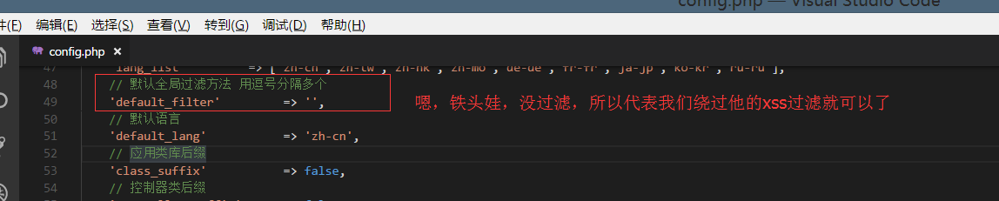 config.php — Visual Studio Code
件(F) 编辑(E) 选择(S) 查看(V) 转到(G) 调试(D) 帮助(H)
config.php ×
47 'lang_list' => ['zh-cn', 'zh-tw', 'zh-hk', 'zh-mo', 'de-de', 'fr-fr', 'ja-jp', 'ko-kr', 'ru-ru'],
48 // 默认全局过滤方法 用逗号分隔多个
49 'default_filter' => '',
嗯，铁头娃，没过滤，所以代表我们绕过他的xss过滤就可以了
50 // 默认语言
51 'default_lang' => 'zh-cn',
52 // 应用类库后缀
53 'class_suffix' => false,
54 // 控制器类后缀